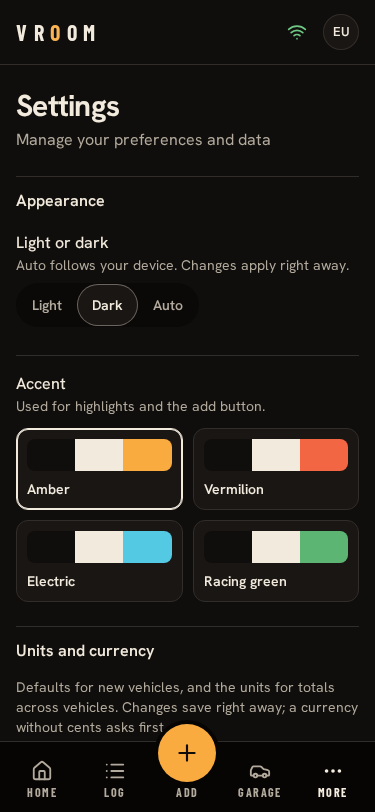 VROOM
EU
Settings
Manage your preferences and data
Appearance
Light or dark
Auto follows your device. Changes apply right away.
Light Dark Auto
Accent
Used for highlights and the add button.
Amber Vermilion
Electric Racing green
Units and currency
Defaults for new vehicles, and the units for totals
across vehicles. Changes save right away; a currency
without cents asks first
HOME LOG ADD GARAGE MORE